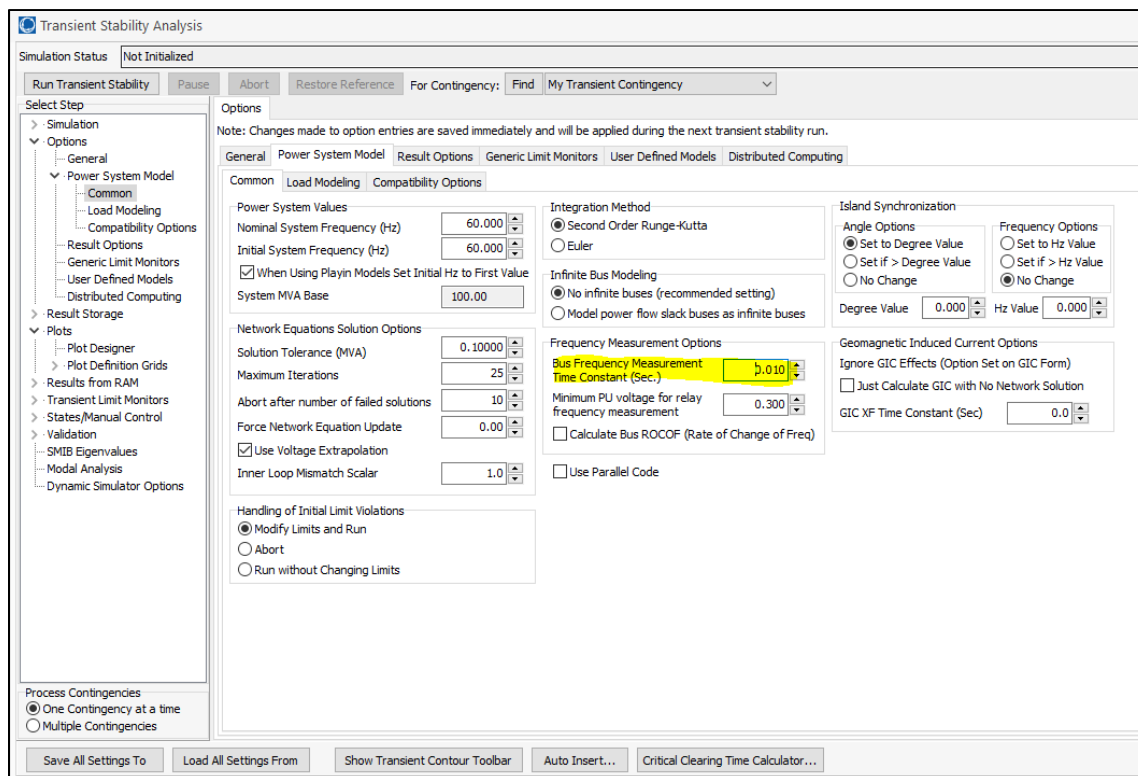 Transient Stability Analysis
Simulation Status Not Initialized
Run Transient Stability Pause Abort Restore Reference For Contingency: Find My Transient Contingency
Select Step
Simulation
Options
General
Power System Model
Common
Load Modeling
Compatibility Options
Result Options
Generic Limit Monitors
User Defined Models
Distributed Computing
Result Storage
Plots
Plot Designer
Plot Definition Grids
Results from RAM
Transient Limit Monitors
States/Manual Control
Validation
SMIB Eigenvalues
Modal Analysis
Dynamic Simulator Options
Process Contingencies
One Contingency at a time
Multiple Contingencies
Options
Note: Changes made to option entries are saved immediately and will be applied during the next transient stability run.
General Power System Model Result Options Generic Limit Monitors User Defined Models Distributed Computing
Common Load Modeling Compatibility Options
Power System Values
Nominal System Frequency (Hz) 60.000
Initial System Frequency (Hz) 60.000
When Using Playin Models Set Initial Hz to First Value
System MVA Base 100.00
Network Equations Solution Options
Solution Tolerance (MVA) 0.10000
Maximum Iterations 25
Abort after number of failed solutions 10
Force Network Equation Update 0.00
Use Voltage Extrapolation
Inner Loop Mismatch Scalar 1.0
Handling of Initial Limit Violations
Modify Limits and Run
Abort
Run without Changing Limits
Integration Method
Second Order Runge-Kutta
Euler
Infinite Bus Modeling
No infinite buses (recommended setting)
Model power flow slack buses as infinite buses
Frequency Measurement Options
Bus Frequency Measurement
Time Constant (Sec.) 0.010
Minimum PU voltage for relay
frequency measurement 0.300
Calculate Bus ROCOF (Rate of Change of Freq)
Use Parallel Code
Island Synchronization
Angle Options
Set to Degree Value
Set if > Degree Value
No Change
Frequency Options
Set to Hz Value
Set if > Hz Value
No Change
Degree Value 0.000 Hz Value 0.000
Geomagnetic Induced Current Options
Ignore GIC Effects (Option Set on GIC Form)
Just Calculate GIC with No Network Solution
GIC XF Time Constant (Sec) 0.0
Save All Settings To Load All Settings From Show Transient Contour Toolbar Auto Insert... Critical Clearing Time Calculator...